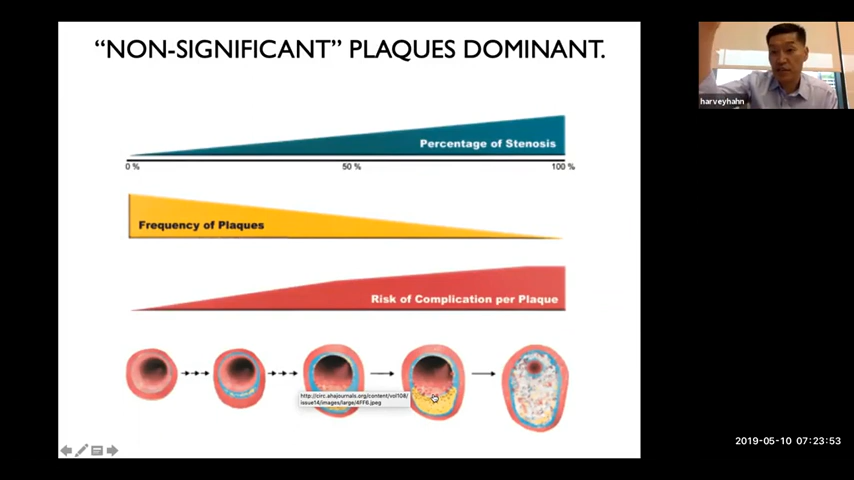 “NON-SIGNIFICANT” PLAQUES DOMINANT.
harveyhahn
Percentage of Stenosis
0 %
50 %
100 %
Frequency of Plaques
Risk of Complication per Plaque
http://circ.ahajournals.org/content/vol108/
issue14/images/large/4FF6.jpeg
2019-05-10 07:23:53